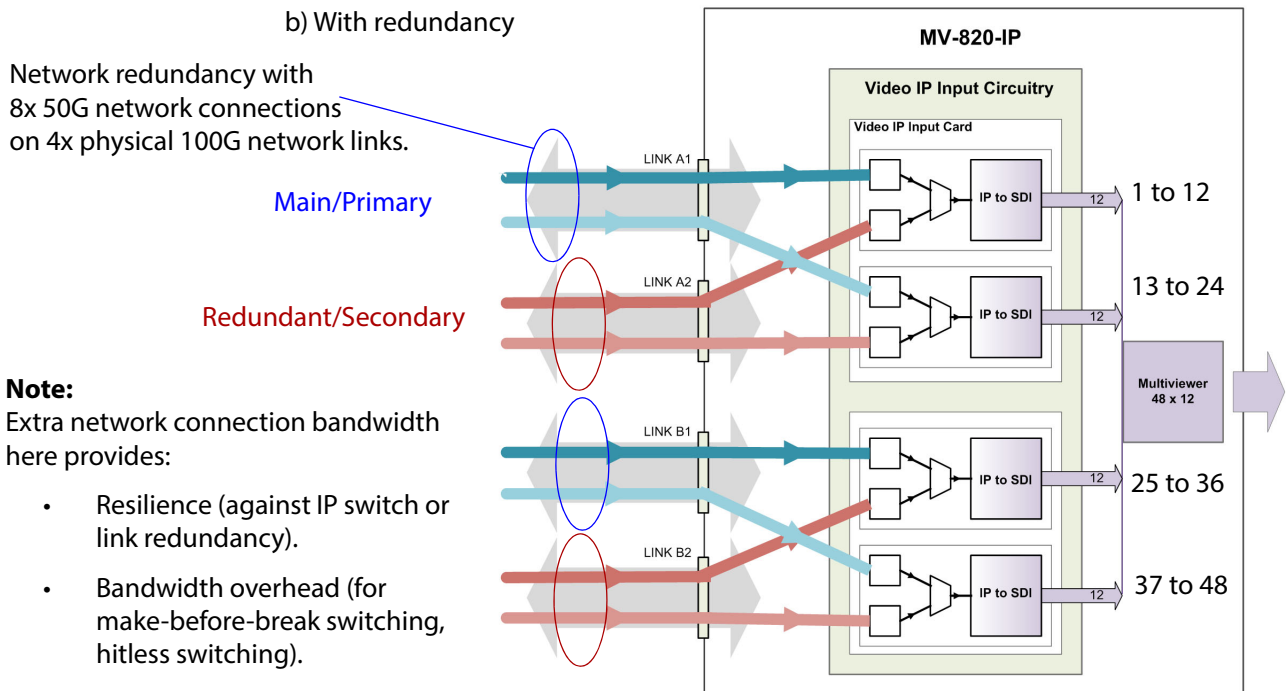 b) With redundancy
Network redundancy with
8x 50G network connections
on 4x physical 100G network links.
Main/Primary
Redundant/Secondary
Note:
Extra network connection bandwidth
here provides:
• Resilience (against IP switch or
link redundancy).
• Bandwidth overhead (for
make-before-break switching,
hitless switching).
MV-820-IP
Video IP Input Circuitry
Video IP Input Card
LINK A1
IP to SDI
12
1 to 12
LINK A2
IP to SDI
12
13 to 24
Multiviewer
48 x 12
LINK B1
IP to SDI
12
25 to 36
LINK B2
IP to SDI
12
37 to 48